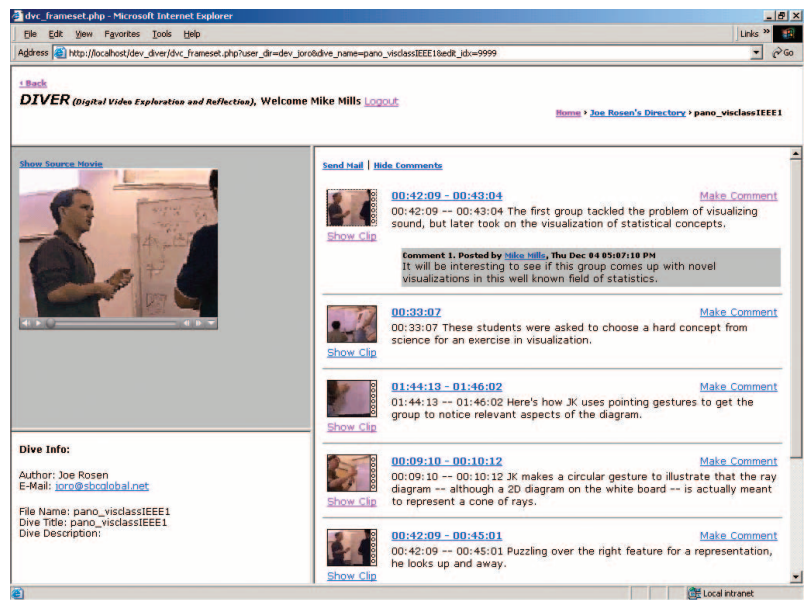 dvc_frameset.php - Microsoft Internet Explorer
File Edit View Favorites Tools Help
Links »
Address http://localhost/dev_diver/dvc_frameset.php?user_dir=dev_joro&dive_name=pano_visclassIEEE1&edit_idx=9999
Go
‹ Back
DIVER (Digital Video Exploration and Reflection), Welcome Mike Mills Logout
Home › Joe Rosen's Directory › pano_visclassIEEE1
Show Source Movie
Dive Info:
Author: Joe Rosen
E-Mail: joro@sbcglobal.net
File Name: pano_visclassIEEE1
Dive Title: pano_visclassIEEE1
Dive Description:
Send Mail | Hide Comments
00:42:09 - 00:43:04 Make Comment
00:42:09 -- 00:43:04 The first group tackled the problem of visualizing
sound, but later took on the visualization of statistical concepts.
Show Clip
Comment 1. Posted by Mike Mills, Thu Dec 04 05:07:10 PM
It will be interesting to see if this group comes up with novel
visualizations in this well known field of statistics.
00:33:07 Make Comment
00:33:07 These students were asked to choose a hard concept from
science for an exercise in visualization.
Show Clip
01:44:13 - 01:46:02 Make Comment
01:44:13 -- 01:46:02 Here's how JK uses pointing gestures to get the
group to notice relevant aspects of the diagram.
Show Clip
00:09:10 - 00:10:12 Make Comment
00:09:10 -- 00:10:12 JK makes a circular gesture to illustrate that the ray
diagram -- although a 2D diagram on the white board -- is actually meant
to represent a cone of rays.
Show Clip
00:42:09 - 00:45:01 Make Comment
00:42:09 -- 00:45:01 Puzzling over the right feature for a representation,
he looks up and away.
Show Clip
Local intranet